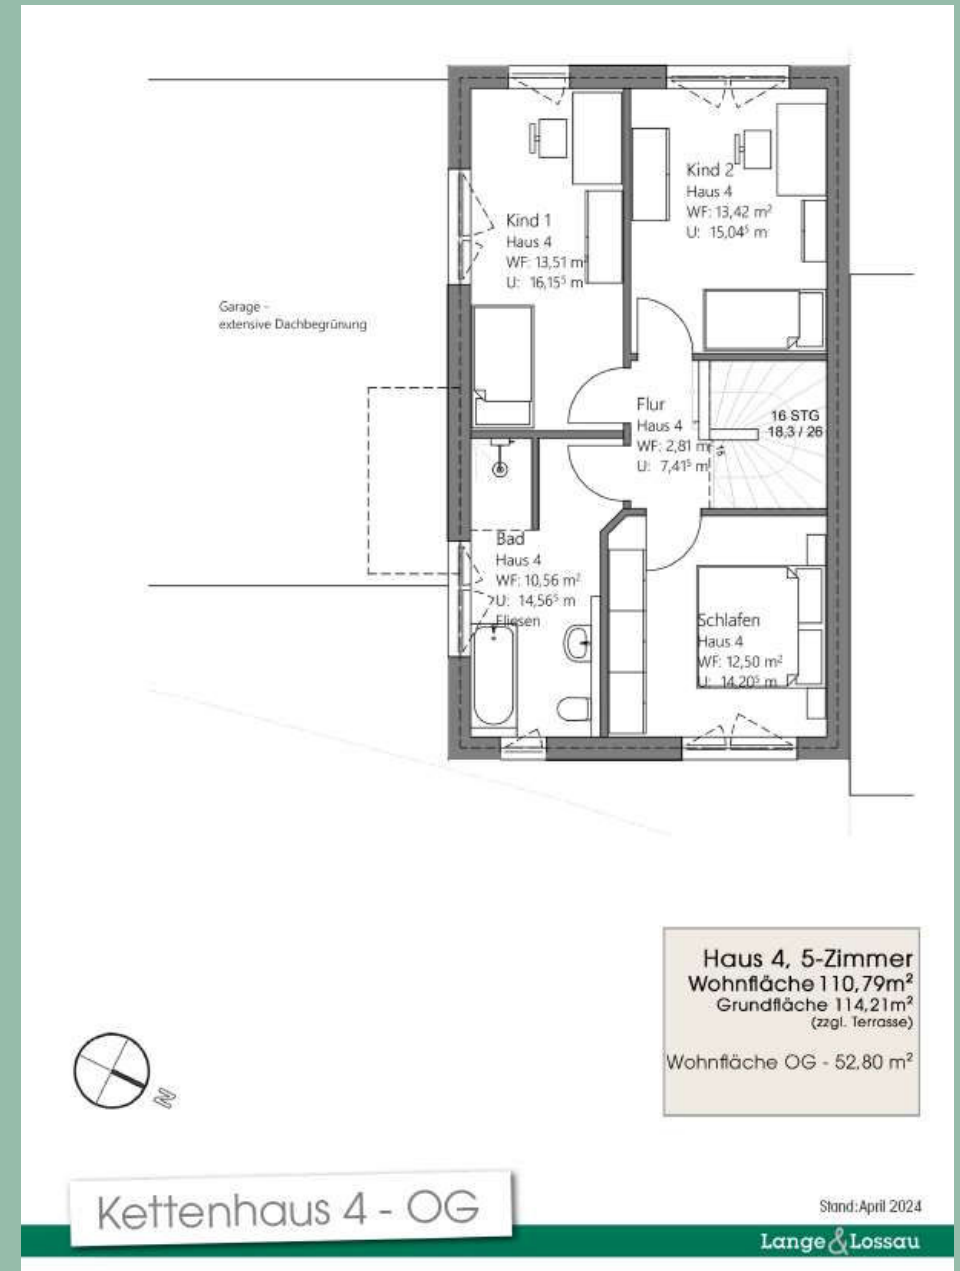 Kind 1
Haus 4
WF: 13,51 m²
U: 16,15⁵ m
Kind 2
Haus 4
WF: 13,42 m²
U: 15,04⁵ m
Garage -
extensive Dachbegrünung
Flur
Haus 4
WF: 2,81 m
U: 7,41⁵ m
16 STG
18,3 / 26
16
Bad
Haus 4
WF: 10,56 m²
U: 14,56⁵ m
Fliesen
Schlafen
Haus 4
WF: 12,50 m²
U: 14,20⁵ m
Haus 4, 5-Zimmer
Wohnfläche 110,79m²
Grundfläche 114,21m²
(zzgl. Terrasse)
Wohnfläche OG - 52,80 m²
N
Kettenhaus 4 - OG
Stand:April 2024
Lange&Lossau